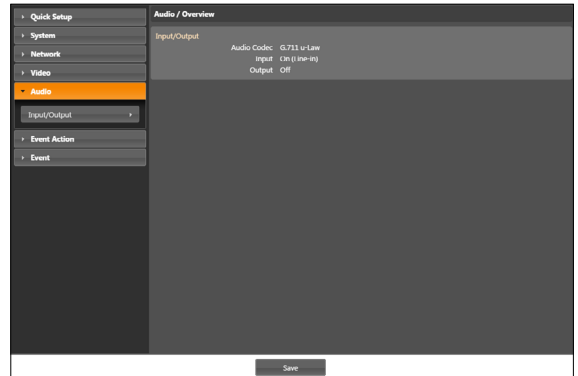 Quick Setup
System
Network
Video
Audio
Input/Output
Event Action
Event
Audio / Overview
Input/Output
Audio Codec G.711 u-Law
Input On (Line-in)
Output Off
Save